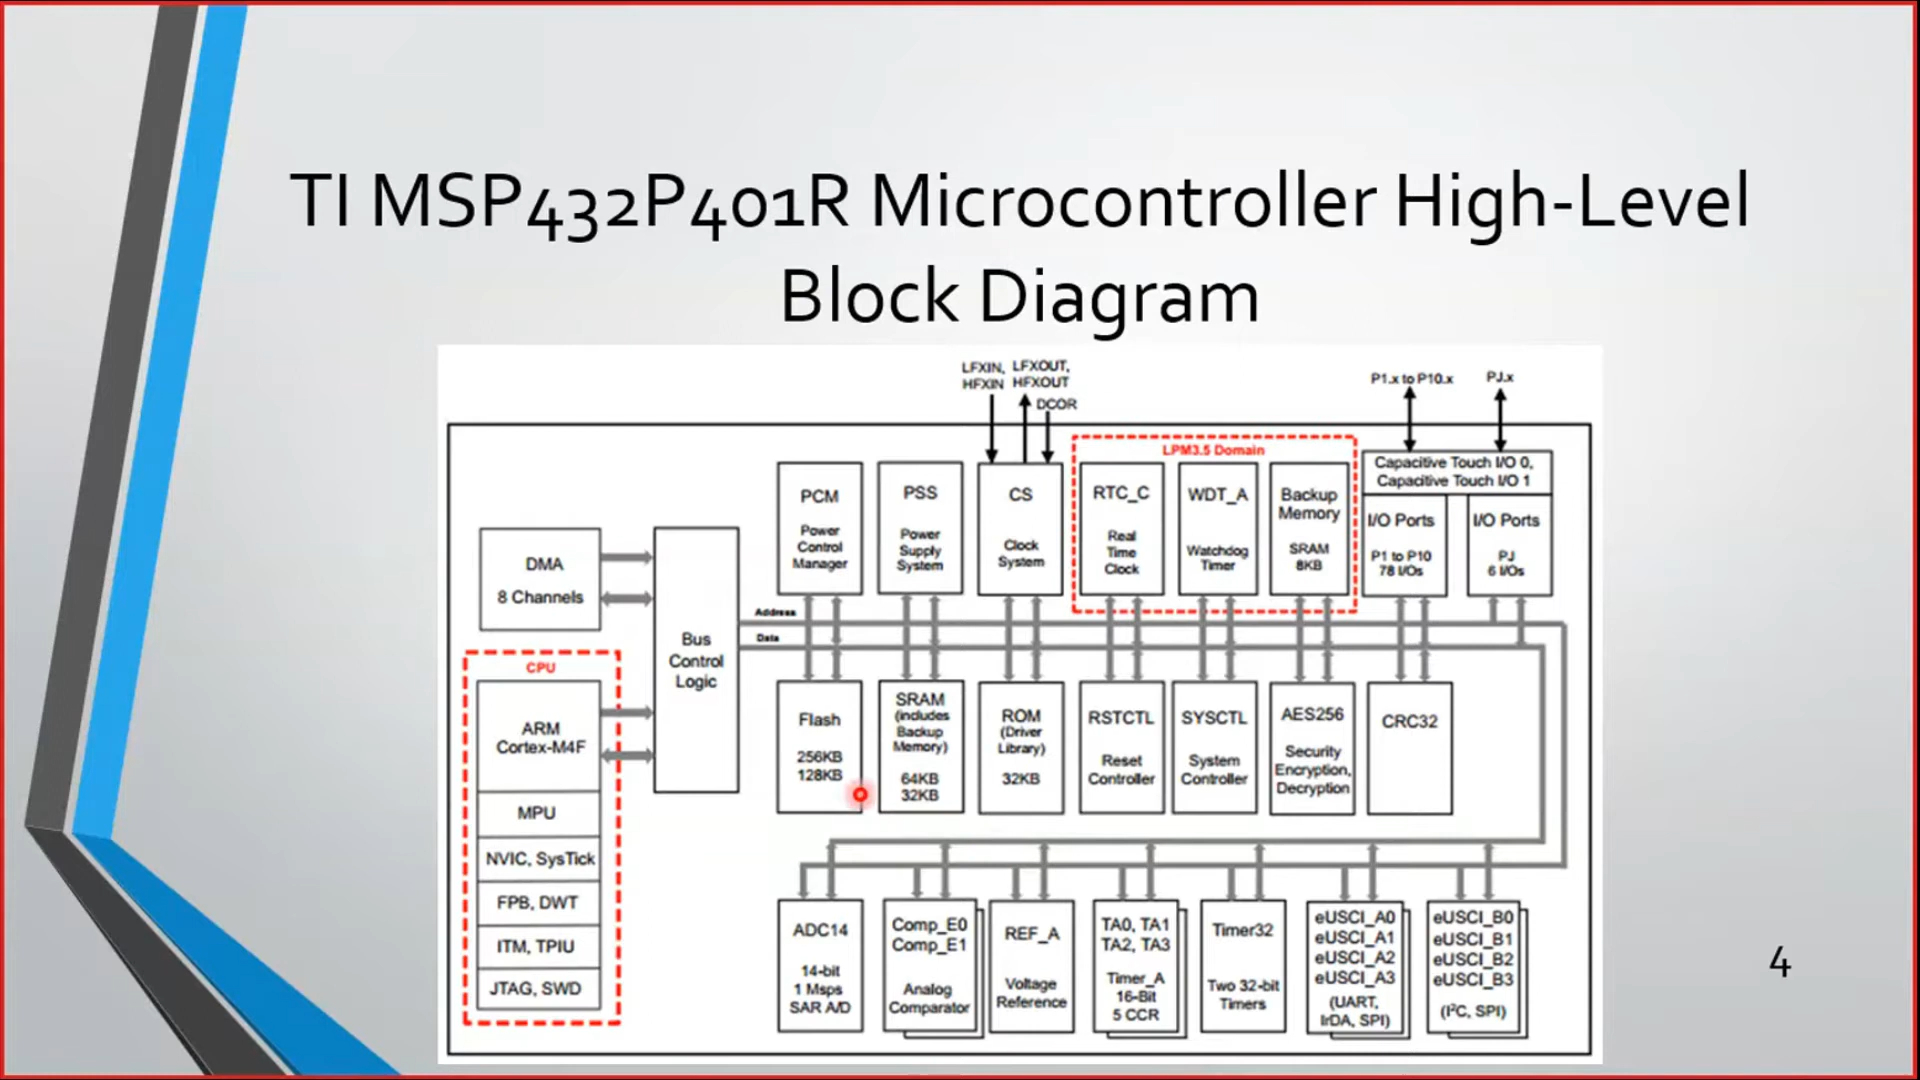 TI MSP432P401R Microcontroller High-Level
Block Diagram
LFXIN, HFXIN
LFXOUT, HFXOUT
DCOR
P1.x to P10.x
PJ.x
LPM3.5 Domain
PCM
Power
Control
Manager
PSS
Power
Supply
System
CS
Clock
System
RTC_C
Real
Time
Clock
WDT_A
Watchdog
Timer
Backup
Memory
SRAM
8KB
Capacitive Touch I/O 0,
Capacitive Touch I/O 1
I/O Ports
P1 to P10
78 I/Os
I/O Ports
PJ
6 I/Os
DMA
8 Channels
Bus
Control
Logic
Address
Data
CPU
ARM
Cortex-M4F
MPU
NVIC, SysTick
FPB, DWT
ITM, TPIU
JTAG, SWD
Flash
256KB
128KB
SRAM
(includes
Backup
Memory)
64KB
32KB
ROM
(Driver
Library)
32KB
RSTCTL
Reset
Controller
SYSCTL
System
Controller
AES256
Security
Encryption,
Decryption
CRC32
ADC14
14-bit
1 Msps
SAR A/D
Comp_E0
Comp_E1
Analog
Comparator
REF_A
Voltage
Reference
TA0, TA1
TA2, TA3
Timer_A
16-Bit
5 CCR
Timer32
Two 32-bit
Timers
eUSCI_A0
eUSCI_A1
eUSCI_A2
eUSCI_A3
(UART,
IrDA, SPI)
eUSCI_B0
eUSCI_B1
eUSCI_B2
eUSCI_B3
(I²C, SPI)
4